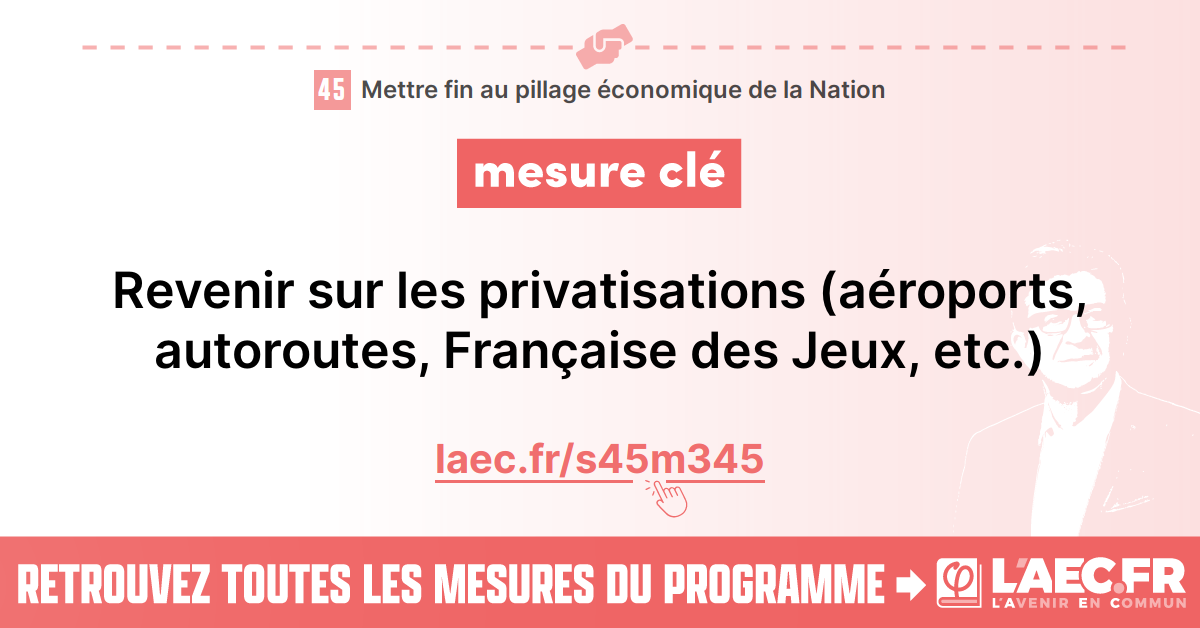 45 Mettre fin au pillage économique de la Nation
mesure clé
Revenir sur les privatisations (aéroports,
autoroutes, Française des Jeux, etc.)
laec.fr/s45m345
RETROUVEZ TOUTES LES MESURES DU PROGRAMME
L'AEC.FR
L'AVENIR EN COMMUN